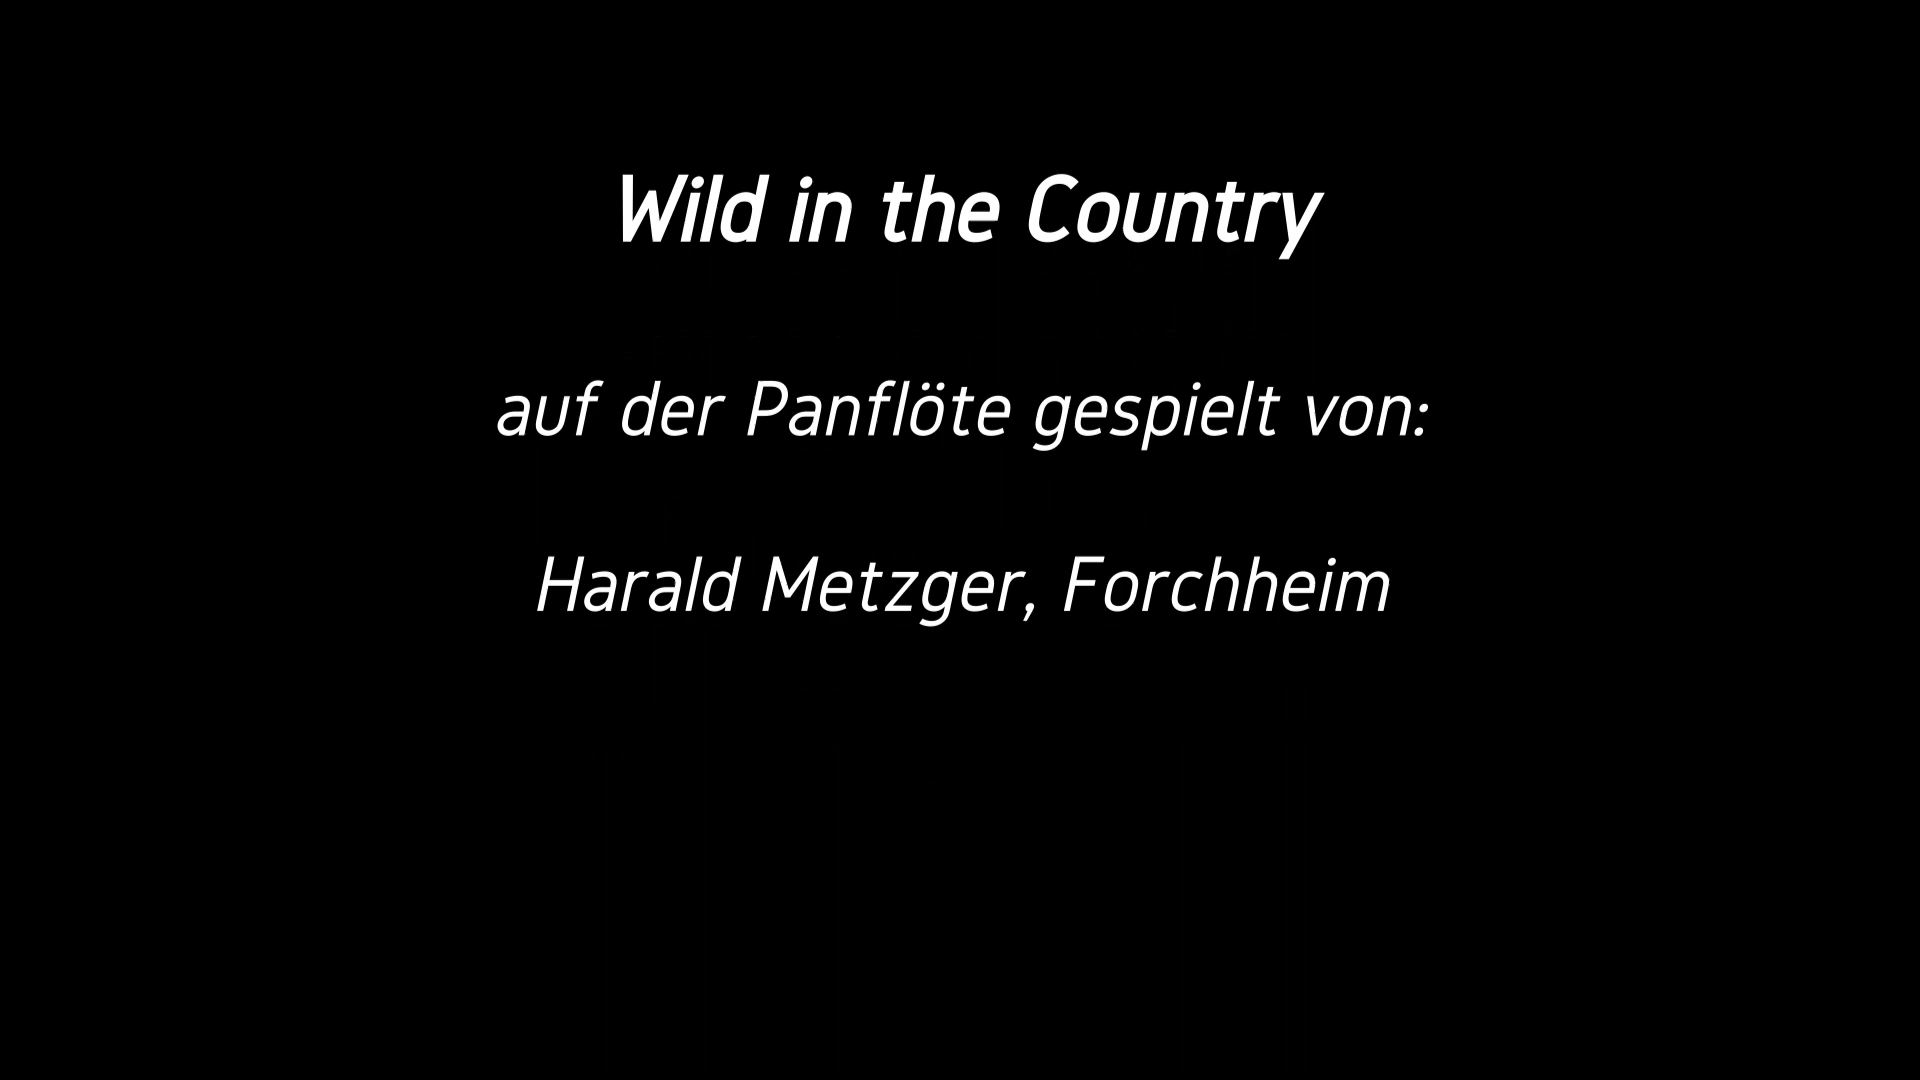 Wild in the Country
auf der Panflöte gespielt von:
Harald Metzger, Forchheim